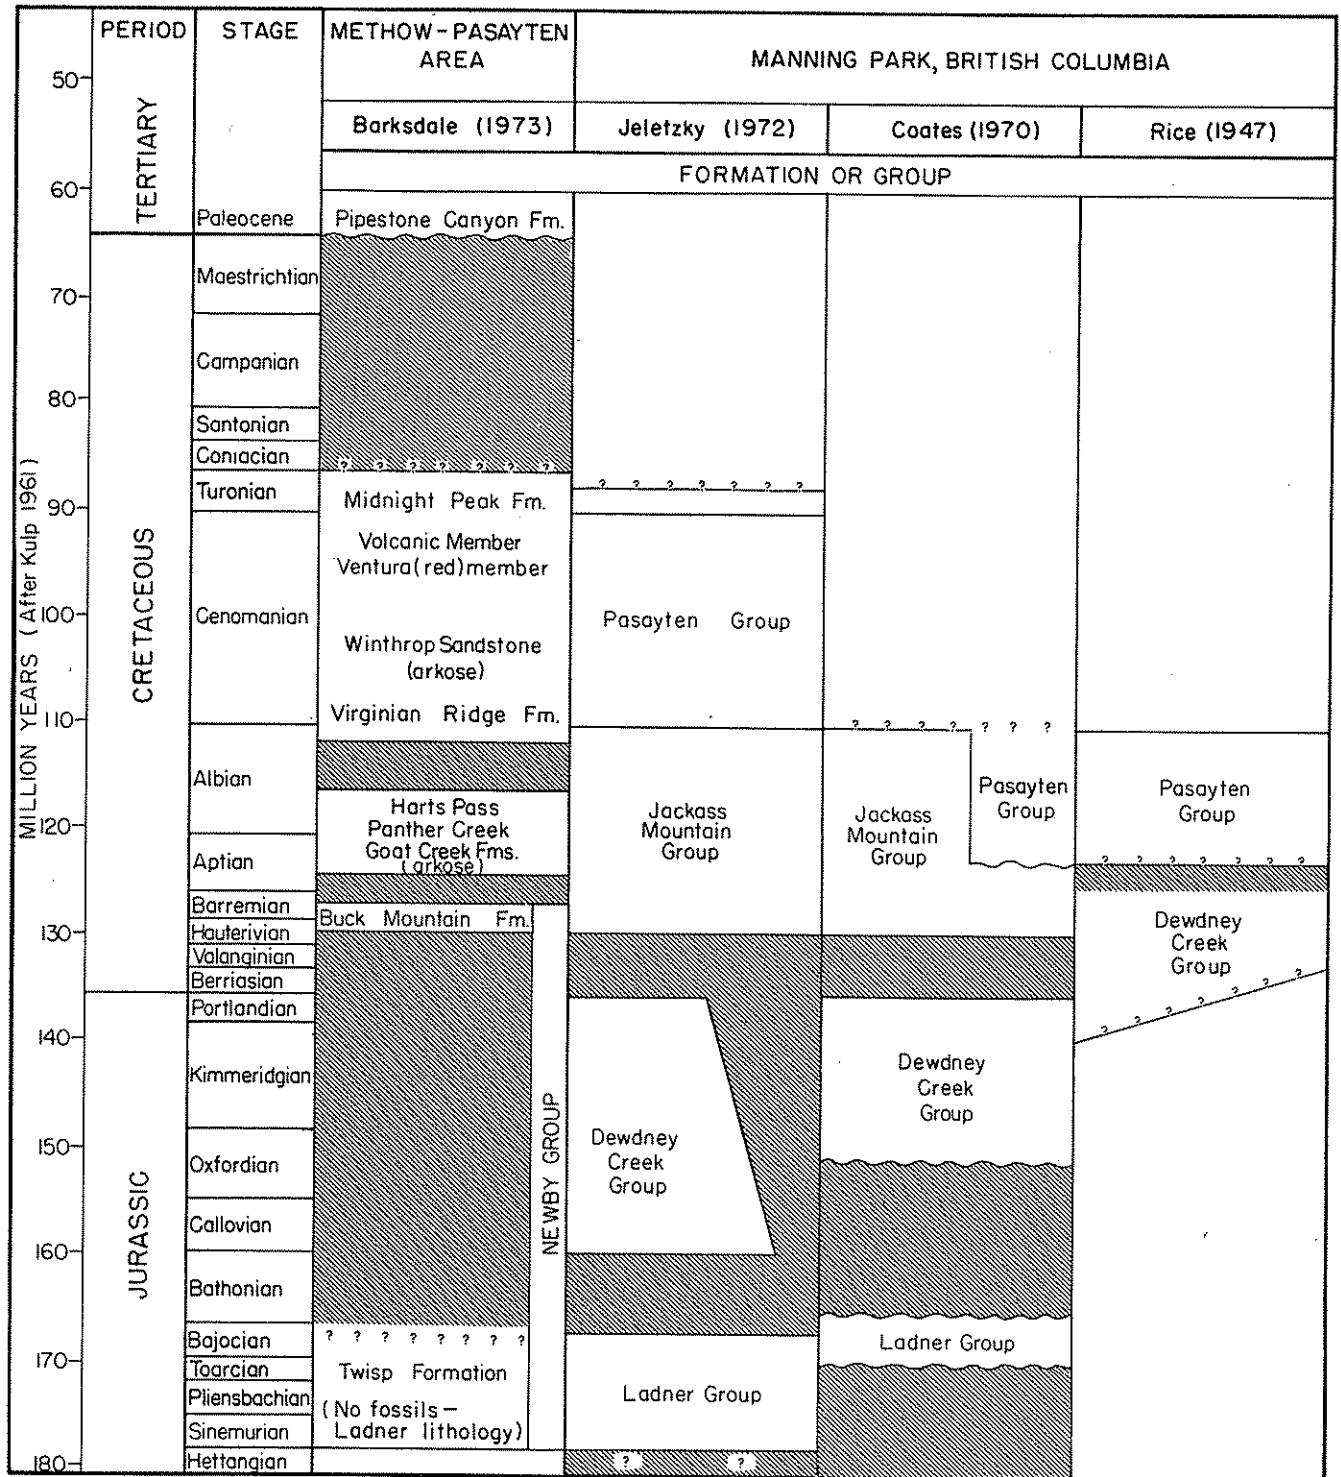 PERIOD
STAGE
METHOW-PASAYTEN
AREA
MANNING PARK, BRITISH COLUMBIA
Barksdale (1973)
Jeletzky (1972)
Coates (1970)
Rice (1947)
FORMATION OR GROUP
MILLION YEARS (After Kulp 1961)
50
60
70
80
90
100
110
120
130
140
150
160
170
180
TERTIARY
CRETACEOUS
JURASSIC
Paleocene
Maestrichtian
Campanian
Santonian
Coniacian
Turonian
Cenomanian
Albian
Aptian
Barremian
Hauterivian
Valanginian
Berriasian
Portlandian
Kimmeridgian
Oxfordian
Callovian
Bathonian
Bajocian
Toarcian
Pliensbachian
Sinemurian
Hettangian
Pipestone Canyon Fm.
? ? ? ? ? ? ?
Midnight Peak Fm.
Volcanic Member
Ventura (red) member
Winthrop Sandstone
(arkose)
Virginian Ridge Fm.
Harts Pass
Panther Creek
Goat Creek Fms.
(arkose)
Buck Mountain Fm.
NEWBY GROUP
? ? ? ? ? ? ? ?
Twisp Formation
(No fossils-
Ladner lithology)
? ? ? ? ? ? ?
Pasayten Group
Jackass
Mountain
Group
Dewdney
Creek
Group
Ladner Group
? ?
? ? ? ? ? ? ?
Jackass
Mountain
Group
Pasayten
Group
Dewdney
Creek
Group
Ladner Group
Pasayten
Group
? ? ? ? ? ? ?
Dewdney
Creek
Group
? ? ? ? ? ? ?